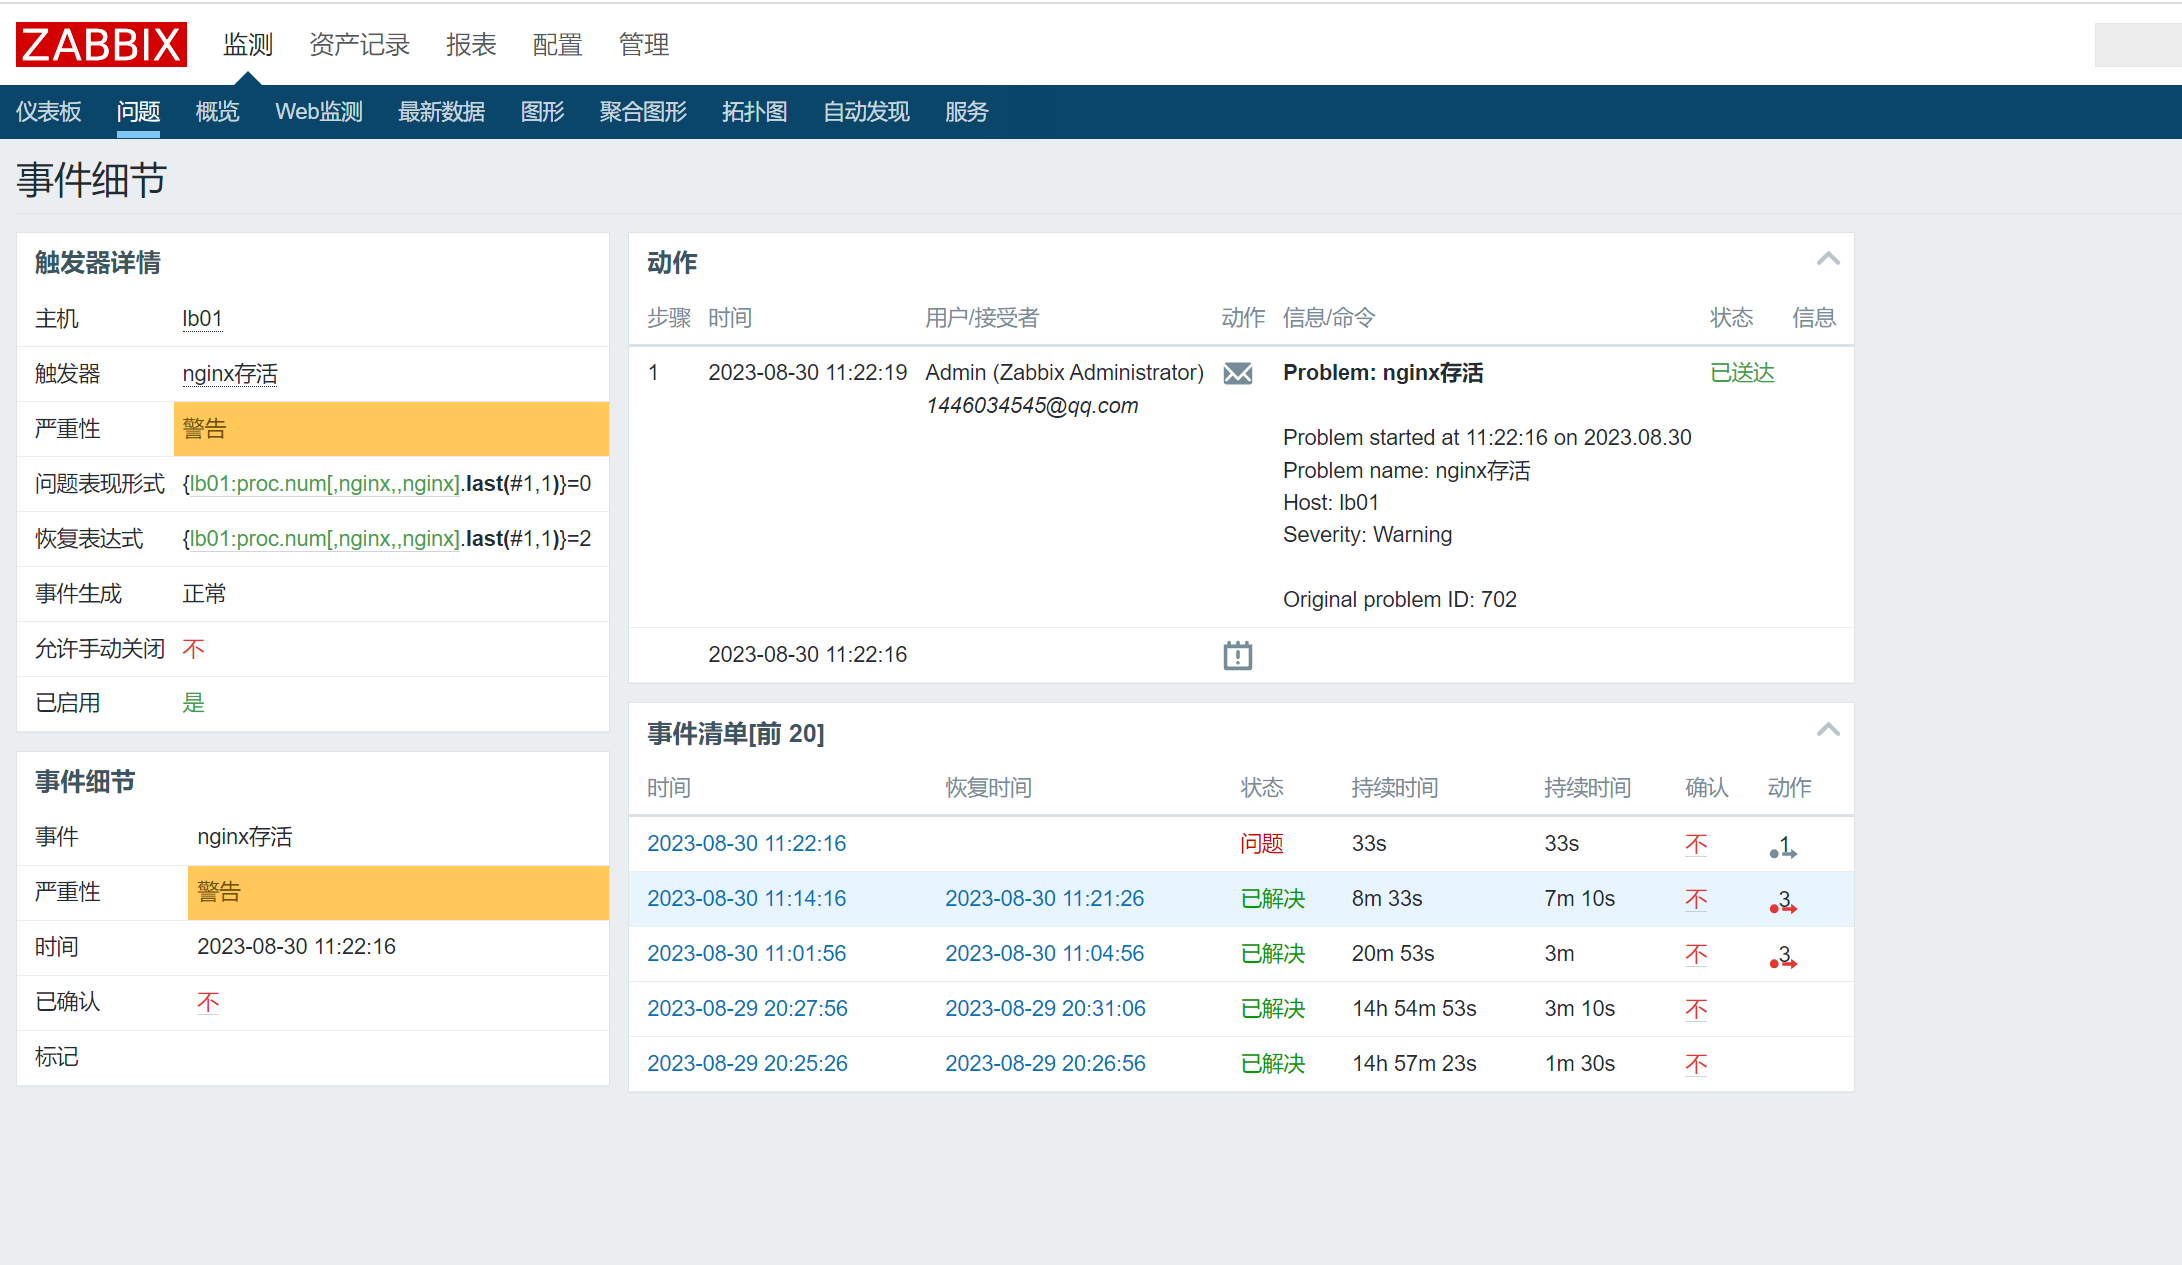 ZABBIX 监测 资产记录 报表 配置 管理
仪表板 问题 概览 Web监测 最新数据 图形 聚合图形 拓扑图 自动发现 服务
事件细节
触发器详情
主机 lb01
触发器 nginx存活
严重性 警告
问题表现形式 {lb01:proc.num[,nginx,,nginx].last(#1,1)}=0
恢复表达式 {lb01:proc.num[,nginx,,nginx].last(#1,1)}=2
事件生成 正常
允许手动关闭 不
已启用 是
事件细节
事件 nginx存活
严重性 警告
时间 2023-08-30 11:22:16
已确认 不
标记
动作
步骤 时间 用户/接受者 动作 信息/命令 状态 信息
1 2023-08-30 11:22:19 Admin (Zabbix Administrator) Problem: nginx存活 已送达
1446034545@qq.com
Problem started at 11:22:16 on 2023.08.30
Problem name: nginx存活
Host: lb01
Severity: Warning
Original problem ID: 702
2023-08-30 11:22:16
事件清单[前 20]
时间 恢复时间 状态 持续时间 持续时间 确认 动作
2023-08-30 11:22:16 问题 33s 33s 不 1
2023-08-30 11:14:16 2023-08-30 11:21:26 已解决 8m 33s 7m 10s 不 3
2023-08-30 11:01:56 2023-08-30 11:04:56 已解决 20m 53s 3m 不 3
2023-08-29 20:27:56 2023-08-29 20:31:06 已解决 14h 54m 53s 3m 10s 不
2023-08-29 20:25:26 2023-08-29 20:26:56 已解决 14h 57m 23s 1m 30s 不